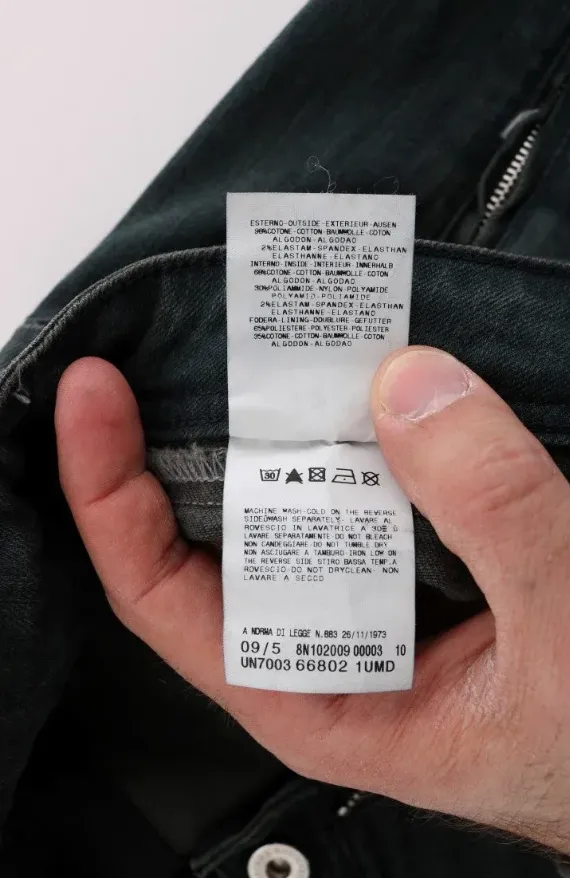 ESTERNO-OUTSIDE-EXTERIEUR-AUSEN
98%COTONE-COTTON-BAUMWOLLE-COTON
ALGODON-ALGODAO
2%ELASTAM-SPANDEX-ELASTHAN
ELASTHANNE-ELASTANO
INTERNO-INSIDE-INTERIEUR-INNERHALB
68%COTONE-COTTON-BAUMWOLLE-COTON
ALGODON-ALGODAO
30%POLIAMMIDE-NYLON-POLYAMIDE
POLYAMID-POLIAMIDE
2%ELASTAM-SPANDEX-ELASTHAN
ELASTHANNE-ELASTANO
FODERA-LINING-DOUBLURE-GEFUTTER
65%POLIESTERE-POLYESTER-POLIESTER
35%COTONE-COTTON-BAUMWOLLE-COTON
ALGODON-ALGODAO
30
MACHINE WASH-COLD ON THE REVERSE
SIDE/WASH SEPARATELY- LAVARE AL
ROVESCIO IN LAVATRICE A 30
LAVARE SEPARATAMENTE-DO NOT BLEACH
NON CANDEGGIARE-DO NOT TUMBLE DRY
NON ASCIUGARE A TAMBURO-IRON LOW ON
THE REVERSE SIDE STIRO BASSA TEMP.A
ROVESCIO-DO NOT DRYCLEAN- NON
LAVARE A SECCO
A NORMA DI LEGGE N.883 26/11/1973
09/5 8N102009 00003 10
UN7003 66802 1UMD